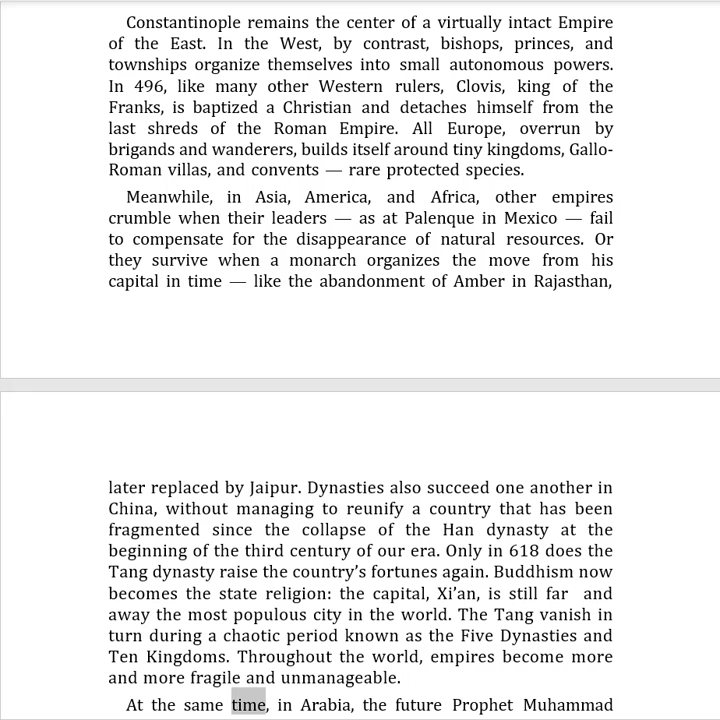 Constantinople remains the center of a virtually intact Empire
of the East. In the West, by contrast, bishops, princes, and
townships organize themselves into small autonomous powers.
In 496, like many other Western rulers, Clovis, king of the
Franks, is baptized a Christian and detaches himself from the
last shreds of the Roman Empire. All Europe, overrun by
brigands and wanderers, builds itself around tiny kingdoms, Gallo-
Roman villas, and convents — rare protected species.
Meanwhile, in Asia, America, and Africa, other empires
crumble when their leaders — as at Palenque in Mexico — fail
to compensate for the disappearance of natural resources. Or
they survive when a monarch organizes the move from his
capital in time — like the abandonment of Amber in Rajasthan,
later replaced by Jaipur. Dynasties also succeed one another in
China, without managing to reunify a country that has been
fragmented since the collapse of the Han dynasty at the
beginning of the third century of our era. Only in 618 does the
Tang dynasty raise the country’s fortunes again. Buddhism now
becomes the state religion: the capital, Xi’an, is still far  and
away the most populous city in the world. The Tang vanish in
turn during a chaotic period known as the Five Dynasties and
Ten Kingdoms. Throughout the world, empires become more
and more fragile and unmanageable.
At the same time, in Arabia, the future Prophet Muhammad